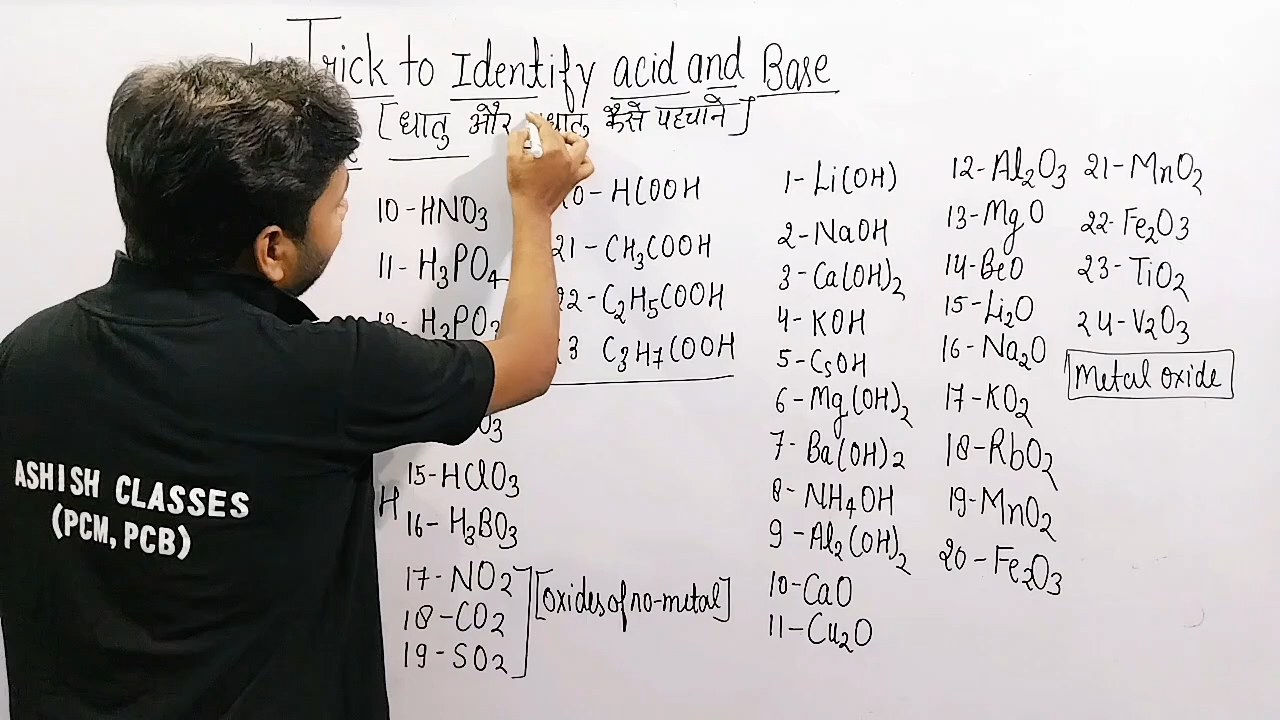 Trick to Identify acid and Base
[धातु और धातु कैसे पहचाने]
10-HNO3
11-H3PO4
12-H3PO3
O3
15-HClO3
H
16-H3BO3
17-NO2
18-CO2
19-SO2
[oxides of no-metal]
20-HCOOH
21-CH3COOH
22-C2H5COOH
3 C3H7COOH
1-Li(OH)
2-NaOH
3-Ca(OH)2
4-KOH
5-CsOH
6-Mg(OH)2
7-Ba(OH)2
8-NH4OH
9-Al2(OH)2
10-CaO
11-Cu2O
12-Al2O3
13-MgO
14-BeO
15-Li2O
16-Na2O
17-KO2
18-RbO2
19-MnO2
20-Fe2O3
21-MnO2
22-Fe2O3
23-TiO2
24-V2O3
Metal oxide
ASHISH CLASSES
(PCM, PCB)